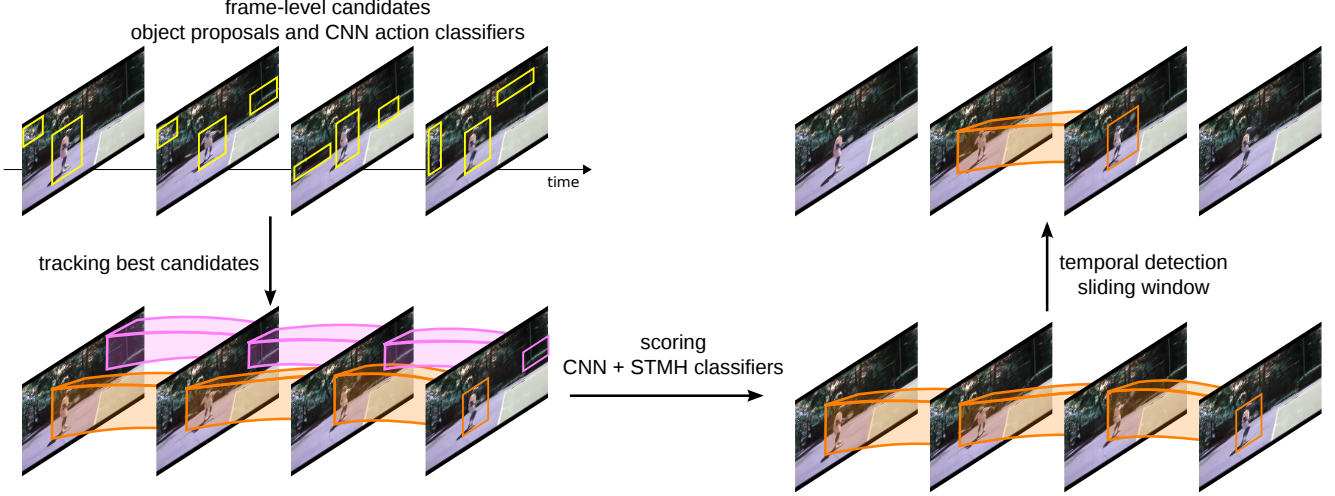 frame-level candidates
object proposals and CNN action classifiers
time
tracking best candidates
scoring
CNN + STMH classifiers
temporal detection
sliding window